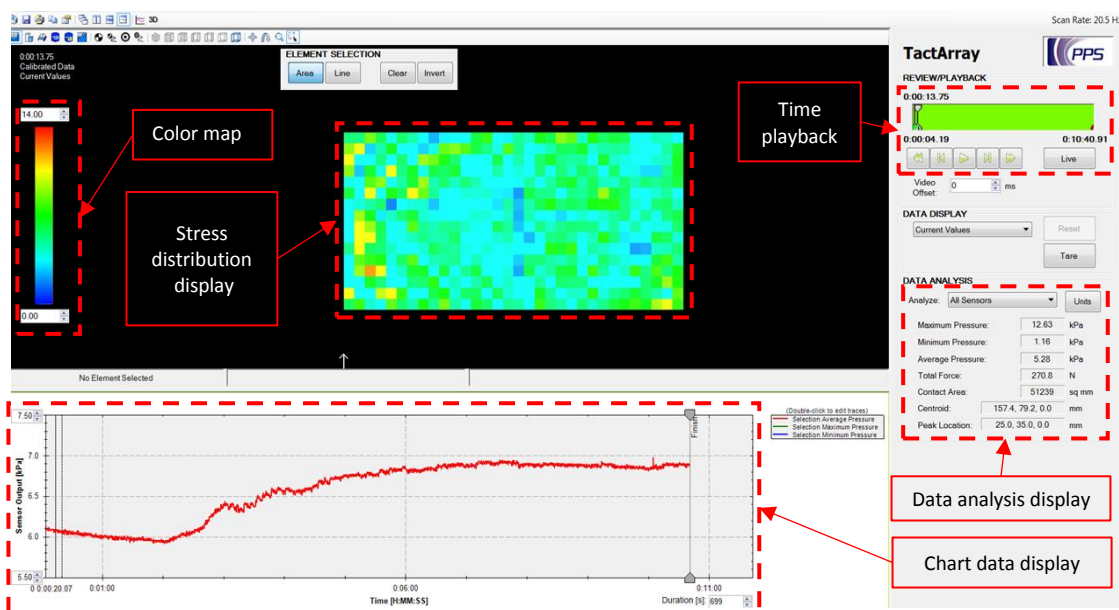 3D
Scan Rate: 20.5 H
0:00:13.75
Calibrated Data
Current Values
ELEMENT SELECTION
Area Line Clear Invert
14.00
0.00
Color map
Stress
distribution
display
Time
playback
No Element Selected
TactArray
PPS
REVIEW/PLAYBACK
0:00:13.75
0:00:04.19 0:10:40.91
Live
Video
Offset: 0 ms
DATA DISPLAY
Current Values Reset
Tare
DATA ANALYSIS
Analyze: All Sensors Units
Maximum Pressure: 12.63 kPa
Minimum Pressure: 1.16 kPa
Average Pressure: 5.28 kPa
Total Force: 270.8 N
Contact Area: 51239 sq mm
Centroid: 157.4, 79.2, 0.0 mm
Peak Location: 25.0, 35.0, 0.0 mm
Data analysis display
Chart data display
(Double-click to edit traces)
Selection Average Pressure
Selection Maximum Pressure
Selection Minimum Pressure
Finish
Sensor Output [kPa]
7.50
7.0
6.5
6.0
5.50
0 0:00:20.07 0:01:00 0:06:00 0:11:00
Time [H:MM:SS]
Duration [s]: 699